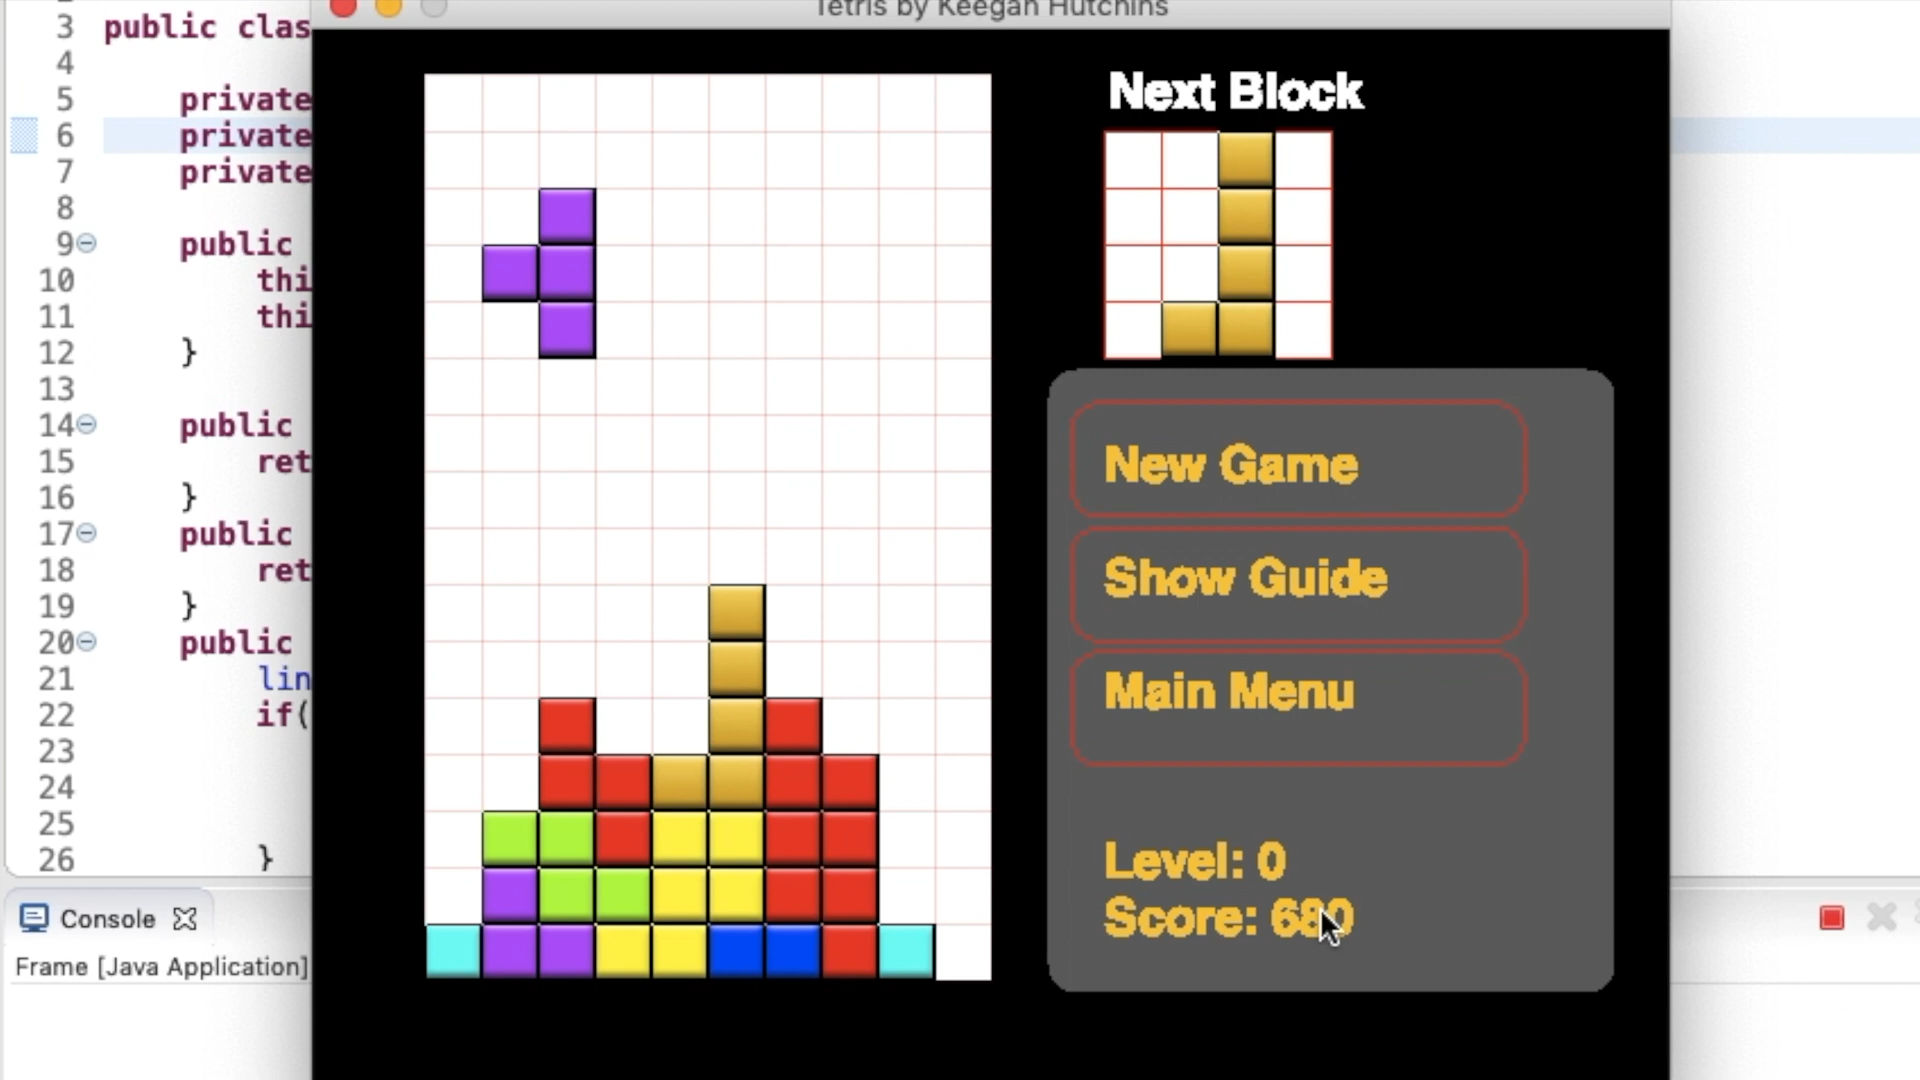 Tetris by Keegan Hutchins
3 public clas
4
5 private
6 private
7 private
8
9 public
10 thi
11 thi
12 }
13
14 public
15 ret
16 }
17 public
18 ret
19 }
20 public
21 lin
22 if(
23
24
25
26 }
Console
Frame [Java Application]
Next Block
New Game
Show Guide
Main Menu
Level: 0
Score: 680